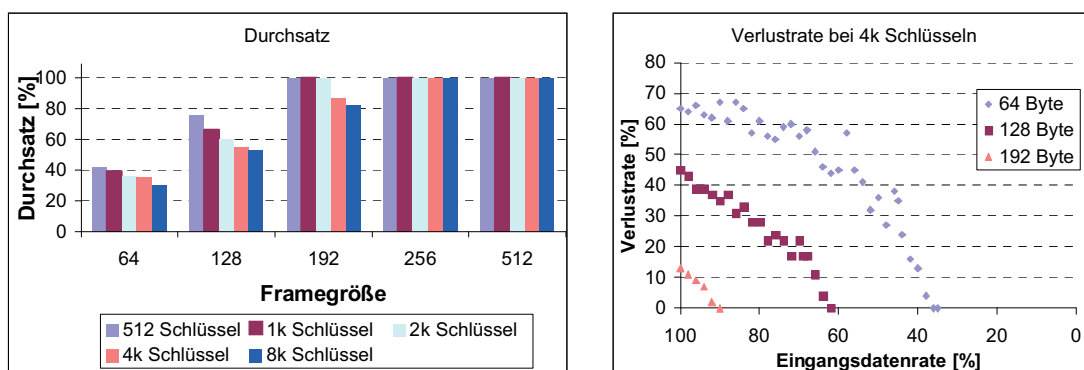 Durchsatz
Durchsatz [%]
100
80
60
40
20
0
64 128 192 256 512
Framegröße
512 Schlüssel 1k Schlüssel 2k Schlüssel
4k Schlüssel 8k Schlüssel
Verlustrate bei 4k Schlüsseln
Verlustrate [%]
80
70
60
50
40
30
20
10
0
100 80 60 40 20 0
Eingangsdatenrate [%]
64 Byte
128 Byte
192 Byte